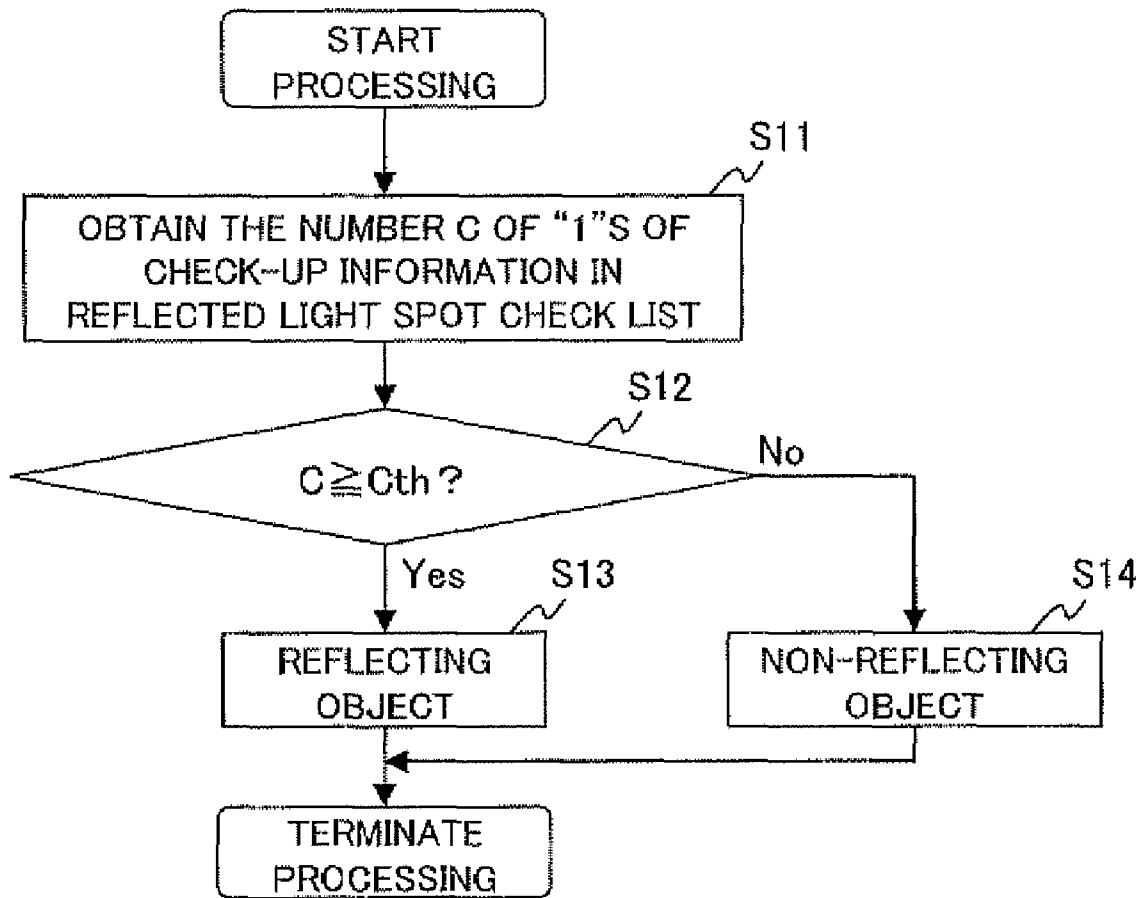 START
PROCESSING
S11
OBTAIN THE NUMBER C OF “1”S OF
CHECK-UP INFORMATION IN
REFLECTED LIGHT SPOT CHECK LIST
S12
C≧Cth?
No
Yes
S13
S14
REFLECTING
OBJECT
NON-REFLECTING
OBJECT
TERMINATE
PROCESSING